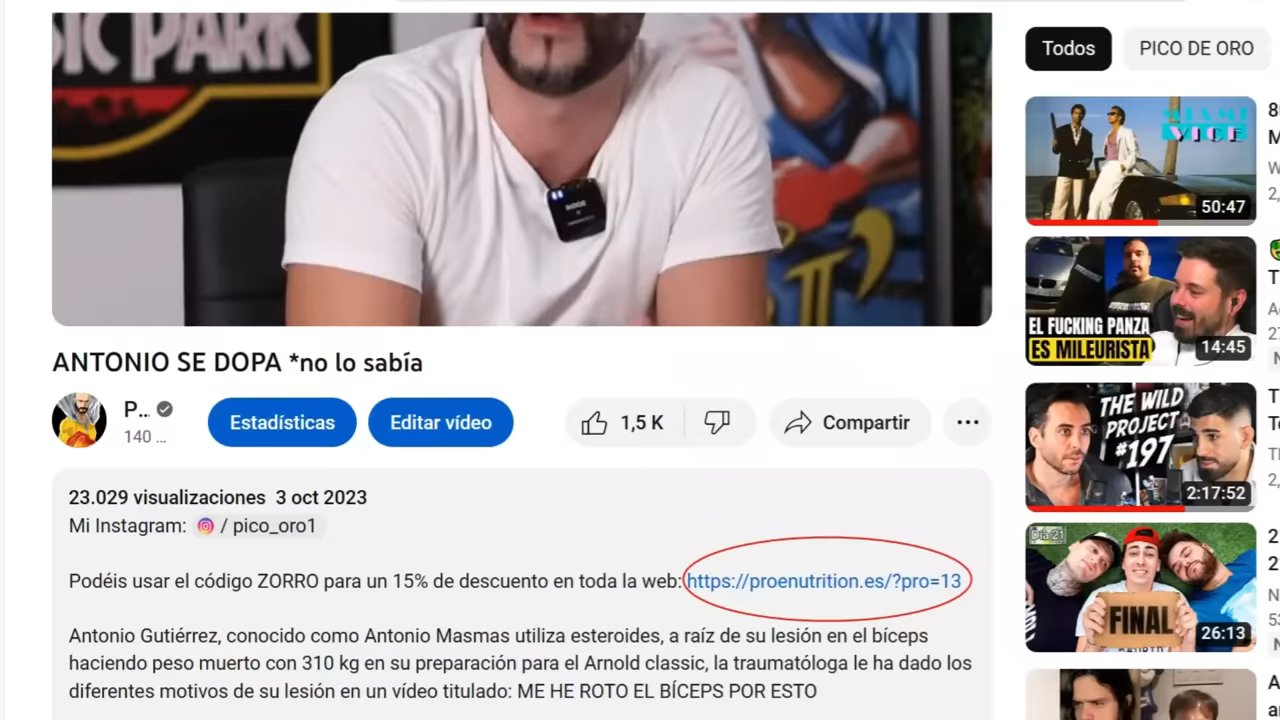 SIC PARK
Todos
PICO DE ORO
MIAMI
VICE
50:47
EL FUCKING PANZA
ES MILEURISTA
14:45
THE WILD
PROJECT
#197
2:17:52
Día 21
FINAL
26:13
ANTONIO SE DOPA *no lo sabía
P...
140 ...
Estadísticas
Editar vídeo
1,5 K
Compartir
23.029 visualizaciones 3 oct 2023
Mi Instagram: / pico_oro1
Podéis usar el código ZORRO para un 15% de descuento en toda la web: https://proenutrition.es/?pro=13
Antonio Gutiérrez, conocido como Antonio Masmas utiliza esteroides, a raíz de su lesión en el bíceps
haciendo peso muerto con 310 kg en su preparación para el Arnold classic, la traumatóloga le ha dado los
diferentes motivos de su lesión en un vídeo titulado: ME HE ROTO EL BÍCEPS POR ESTO